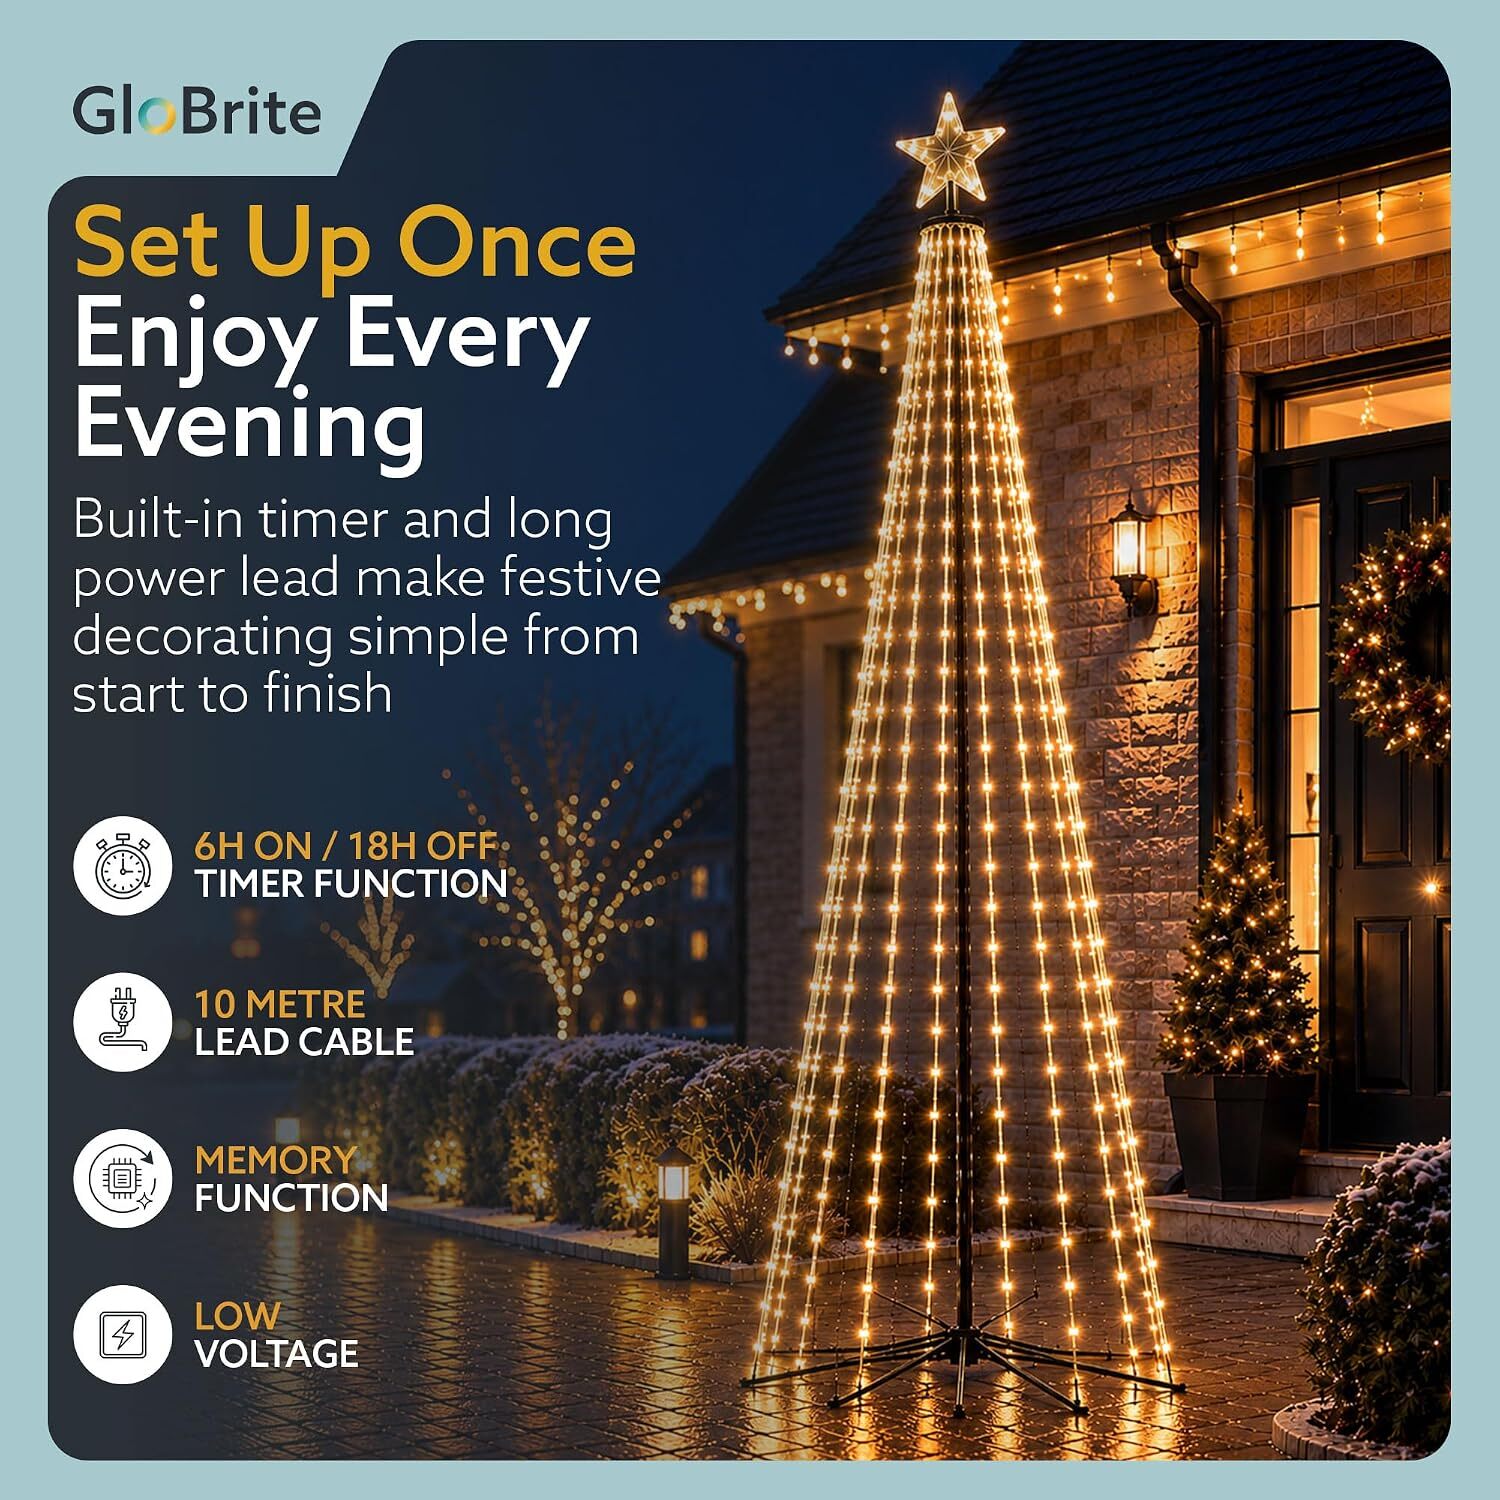 GloBrite
Set Up Once
Enjoy Every
Evening
Built-in timer and long
power lead make festive
decorating simple from
start to finish
6H ON / 18H OFF
TIMER FUNCTION
10 METRE
LEAD CABLE
MEMORY
FUNCTION
LOW
VOLTAGE